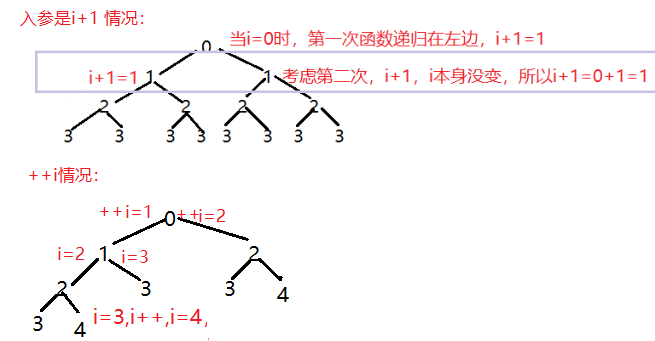 入参是i+1 情况：
0 当i=0时，第一次函数递归在左边，i+1=1
i+1=1 1 1 考虑第二次，i+1，i本身没变，所以i+1=0+1=1
2 2 2 2
3 3 3 3 3 3 3 3
++i情况：
++i=1 0 ++i=2
i=2 1 i=3 2
2 3 3 4
3 4 i=3,i++,i=4,